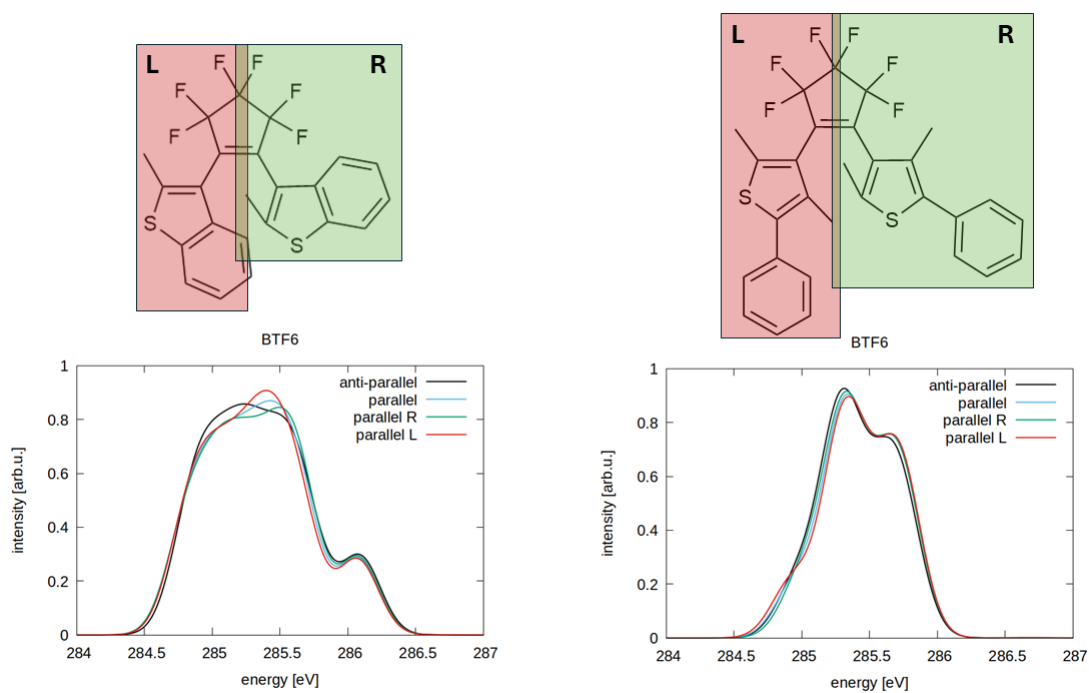 L
R
F F
F F
F F
S
S
BTF6
anti-parallel
parallel
parallel R
parallel L
intensity [arb.u.]
1
0.8
0.6
0.4
0.2
0
284 284.5 285 285.5 286 286.5 287
energy [eV]
L
R
F F
F F
F F
S
S
BTF6
anti-parallel
parallel
parallel R
parallel L
intensity [arb.u.]
1
0.8
0.6
0.4
0.2
0
284 284.5 285 285.5 286 286.5 287
energy [eV]